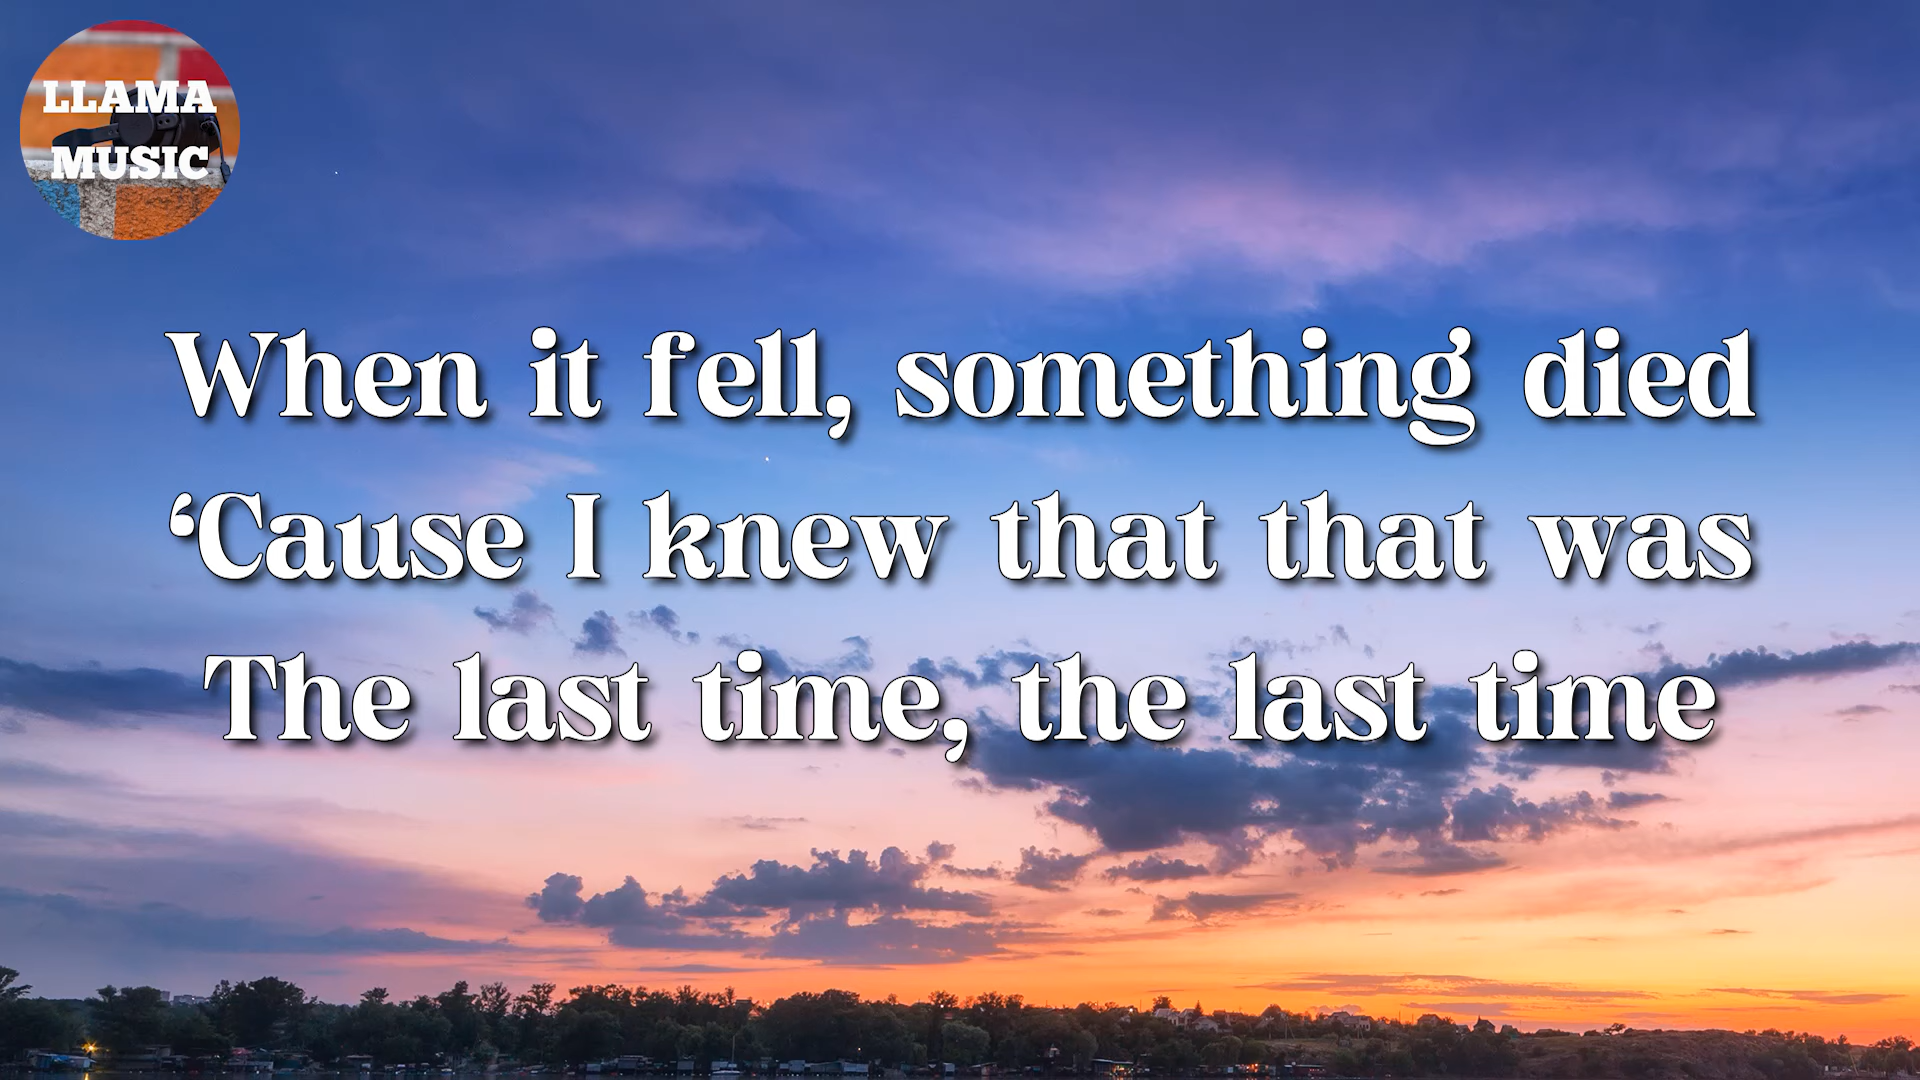 LLAMA
MUSIC
When it fell, something died
‘Cause I knew that that was
The last time, the last time